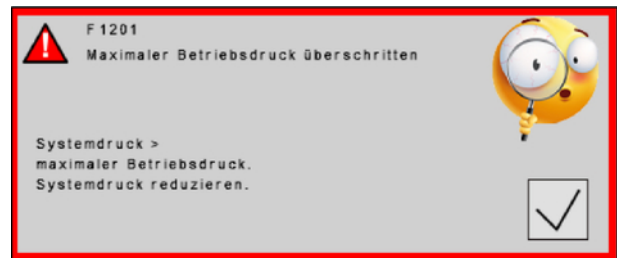 F 1201
Maximaler Betriebsdruck überschritten
Systemdruck >
maximaler Betriebsdruck.
Systemdruck reduzieren.